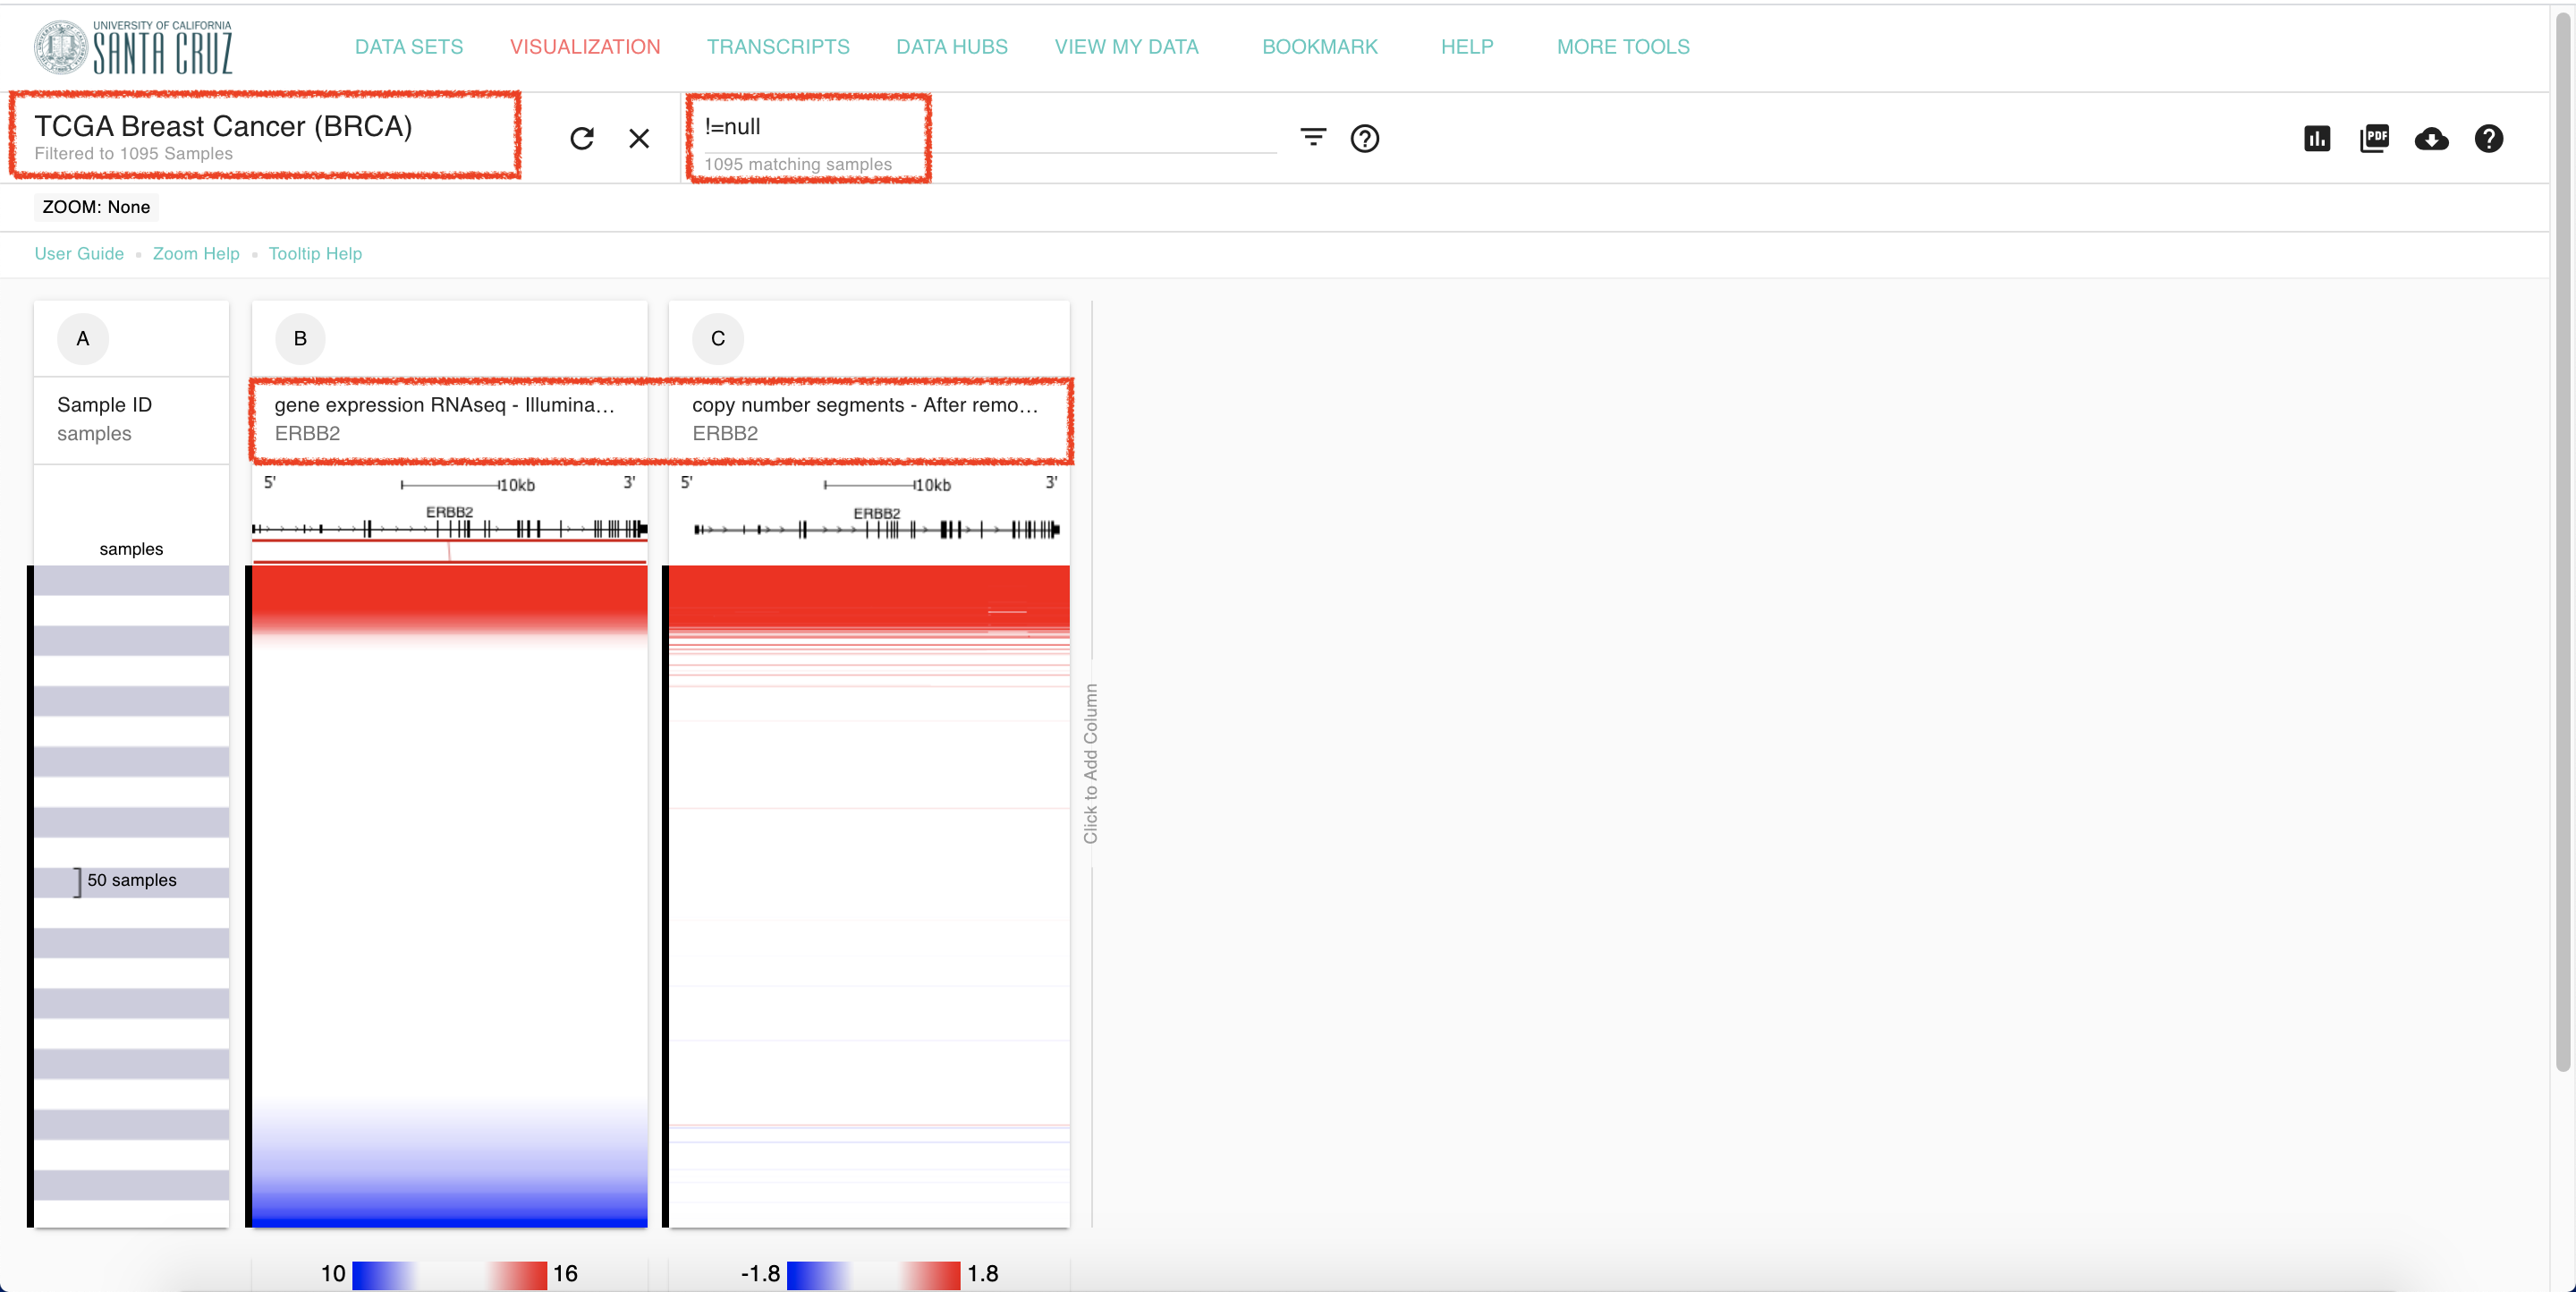 UNIVERSITY OF CALIFORNIA
SANTA CRUZ
DATA SETS VISUALIZATION TRANSCRIPTS DATA HUBS VIEW MY DATA BOOKMARK HELP MORE TOOLS
TCGA Breast Cancer (BRCA)
Filtered to 1095 Samples
!=null
1095 matching samples
PDF
ZOOM: None
User Guide Zoom Help Tooltip Help
A
Sample ID
samples
samples
50 samples
B
gene expression RNAseq - Illumina...
ERBB2
5' 10kb 3'
ERBB2
10 16
C
copy number segments - After remo...
ERBB2
5' 10kb 3'
ERBB2
-1.8 1.8
Click to Add Column